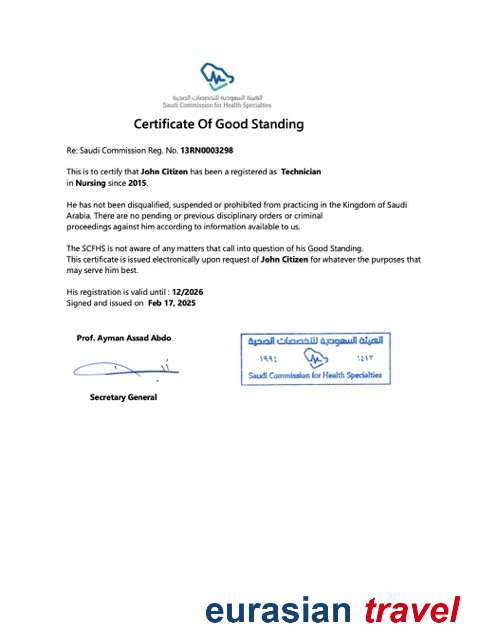 الهيئة السعودية للتخصصات الصحية
Saudi Commission for Health Specialties
Certificate Of Good Standing
Re: Saudi Commission Reg. No. 13RN0003298
This is to certify that John Citizen has been a registered as Technician
in Nursing since 2015.
He has not been disqualified, suspended or prohibited from practicing in the Kingdom of Saudi
Arabia. There are no pending or previous disciplinary orders or criminal
proceedings against him according to information available to us.
The SCFHS is not aware of any matters that call into question of his Good Standing.
This certificate is issued electronically upon request of John Citizen for whatever the purposes that
may serve him best.
His registration is valid until : 12/2026
Signed and issued on Feb 17, 2025
Prof. Ayman Assad Abdo
Secretary General
الهيئة السعودية للتخصصات الصحية
١٩٩٤ ١٤١٣
Saudi Commission for Health Specialties
eurasian travel